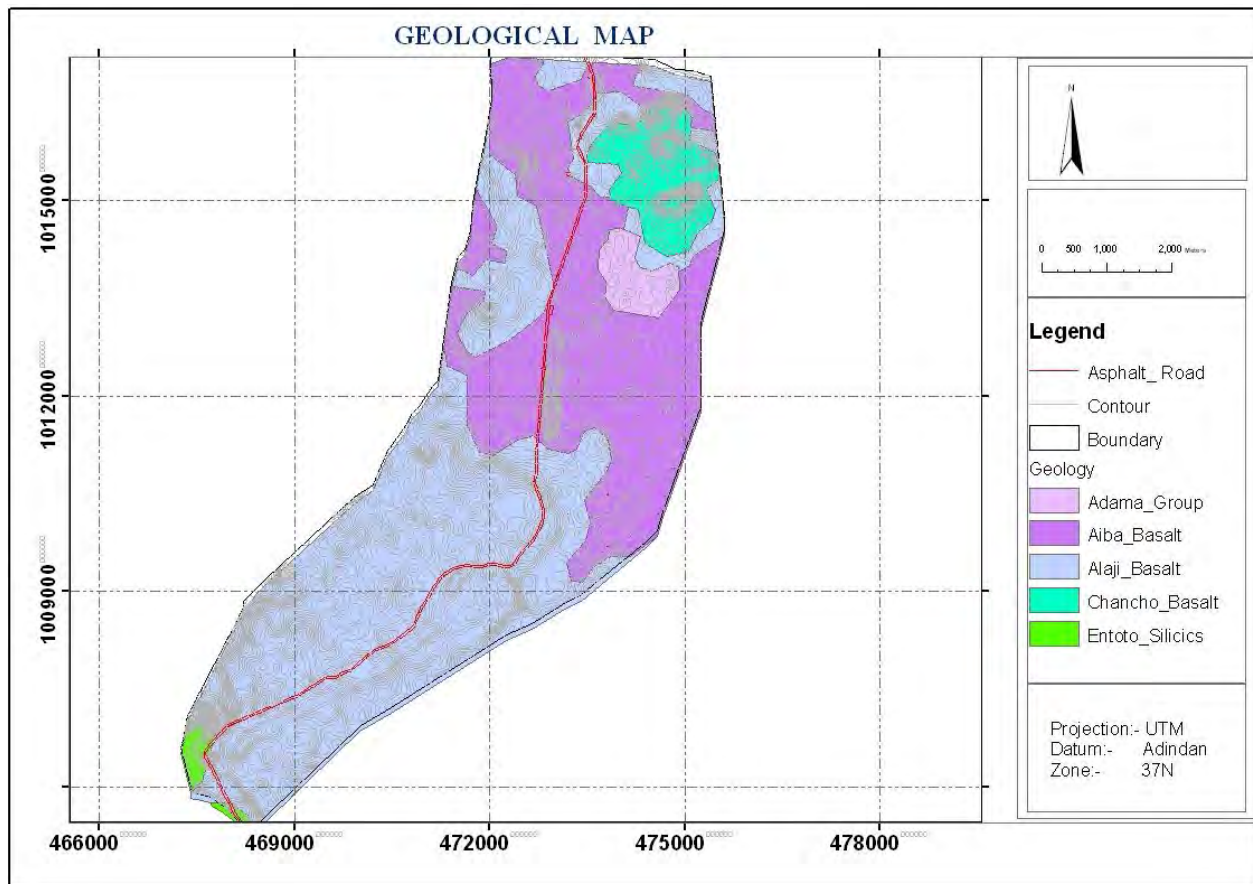 GEOLOGICAL MAP
N
0 500 1,000 2,000 Meters
Legend
Asphalt_ Road
Contour
Boundary
Geology
Adama_Group
Aiba_Basalt
Alaji_Basalt
Chancho_Basalt
Entoto_Silicics
Projection:- UTM
Datum:- Adindan
Zone:- 37N
1015000
1012000
1009000
466000
469000
472000
475000
478000